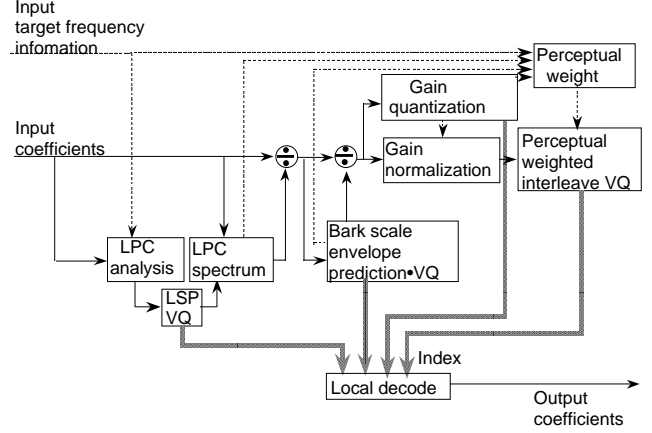 Input
target frequency
infomation
Perceptual
weight
Gain
quantization
Input
coefficients
÷
÷
Gain
normalization
Perceptual
weighted
interleave VQ
LPC
analysis
LPC
spectrum
Bark scale
envelope
prediction•VQ
LSP
VQ
Index
Local decode
Output
coefficients